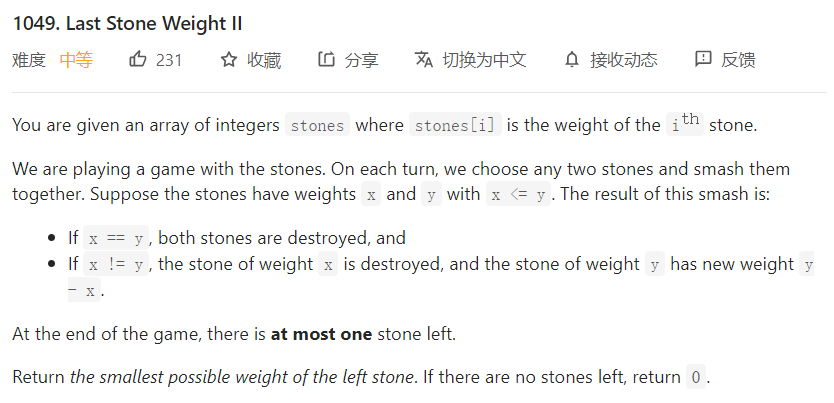 1049. Last Stone Weight II
难度 中等 231 收藏 分享 切换为中文 接收动态 反馈
You are given an array of integers stones where stones[i] is the weight of the ith stone.
We are playing a game with the stones. On each turn, we choose any two stones and smash them
together. Suppose the stones have weights x and y with x <= y. The result of this smash is:
• If x == y, both stones are destroyed, and
• If x != y, the stone of weight x is destroyed, and the stone of weight y has new weight y
- x.
At the end of the game, there is at most one stone left.
Return the smallest possible weight of the left stone. If there are no stones left, return 0.